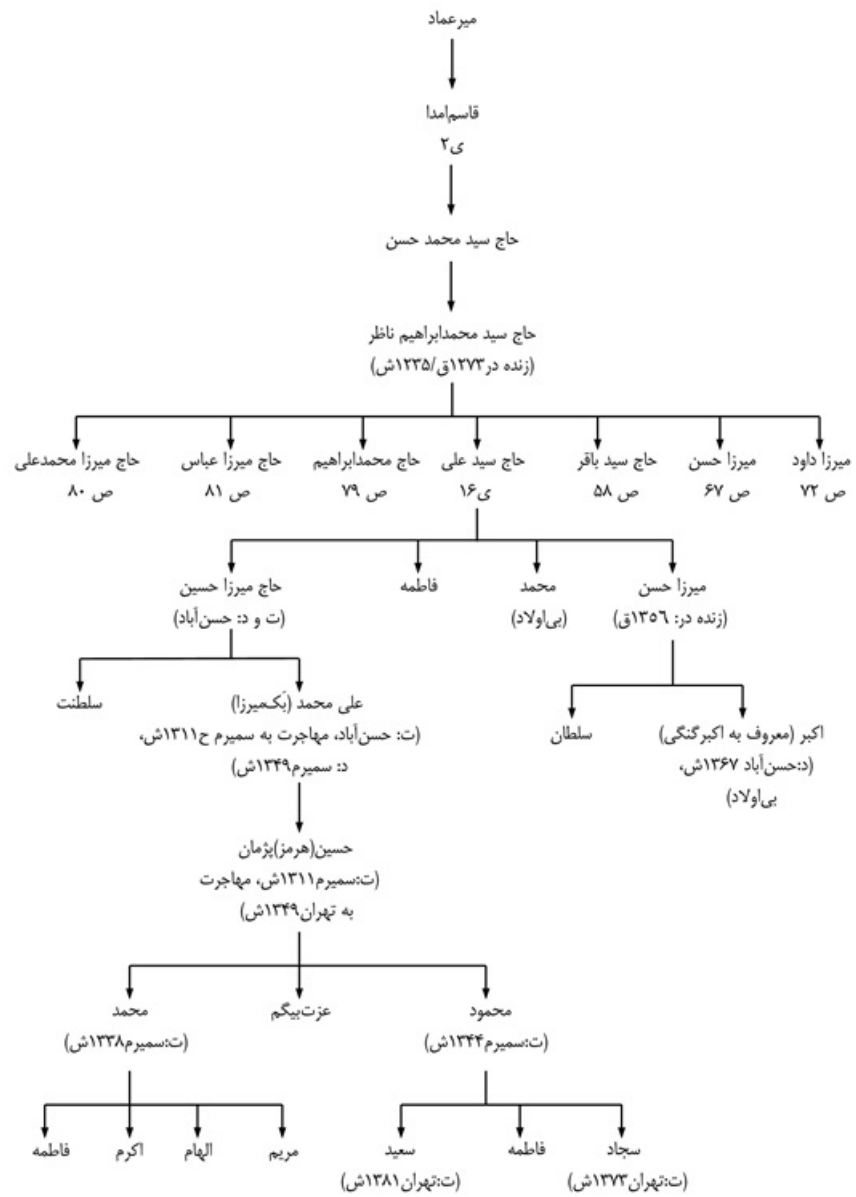 میرعماد
قاسم‌امدا
ی۲
حاج سید محمد حسن
حاج سید محمدابراهیم ناظر
(زنده در۱۲۷۳ق/۱۲۳۵ش)
میرزا داود
ص ۷۲
میرزا حسن
ص ۶۷
حاج سید باقر
ص ۵۸
حاج سید علی
ی۱۶
حاج محمدابراهیم
ص ۷۹
حاج میرزا عباس
ص ۸۱
حاج میرزا محمدعلی
ص ۸۰
میرزا حسن
(زنده در: ۱۳۵۶ق)
محمد
(بی‌اولاد)
فاطمه
حاج میرزا حسین
(ت و د: حسن‌آباد)
اکبر (معروف به اکبرگنگی)
(د:حسن‌آباد ۱۳۶۷ش،
بی‌اولاد)
سلطان
علی محمد (بَک‌میرزا)
(ت: حسن‌آباد، مهاجرت به سمیرم ح۱۳۱۱ش،
د: سمیرم۱۳۴۹ش)
سلطنت
حسین(هرمز)پژمان
(ت:سمیرم۱۳۱۱ش، مهاجرت
به تهران۱۳۴۹ش)
محمود
(ت:سمیرم۱۳۴۴ش)
عزت‌بیگم
محمد
(ت:سمیرم۱۳۳۸ش)
سجاد
(ت:تهران۱۳۷۳ش)
فاطمه
سعید
(ت:تهران۱۳۸۱ش)
مریم
الهام
اکرم
فاطمه